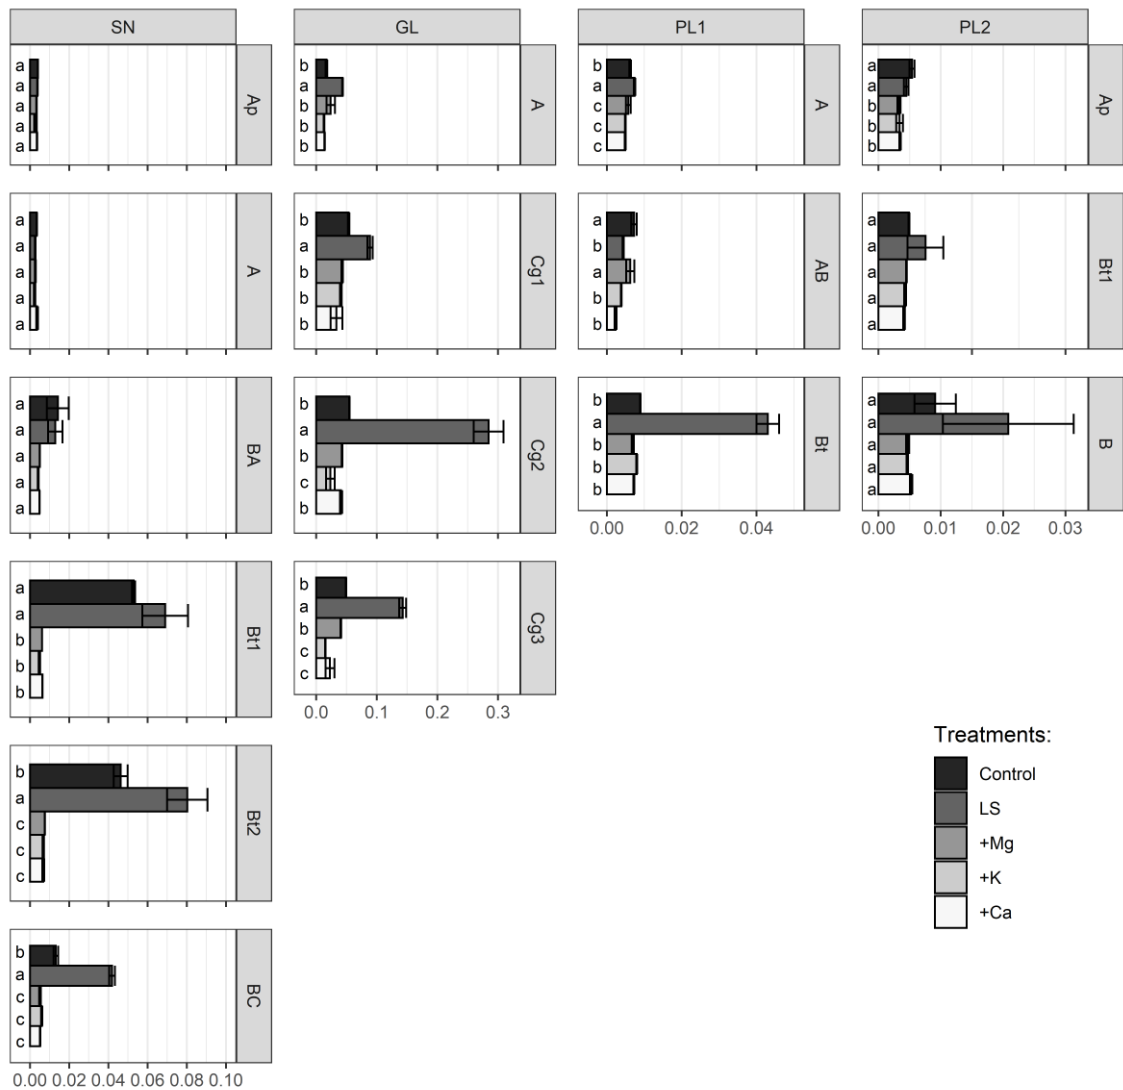 SN GL PL1 PL2
a
a
a
a
a
Ap
b
a
b
b
b
A
b
a
c
c
c
A
a
a
b
b
b
Ap
a
a
a
a
a
A
b
a
b
b
b
Cg1
a
b
a
b
b
AB
a
a
a
a
a
Bt1
a
a
a
a
a
BA
b
a
b
c
b
Cg2
b
a
b
b
b
Bt
a
a
a
a
a
B
0.00 0.02 0.04
0.00 0.01 0.02 0.03
a
a
b
b
b
Bt1
b
a
b
c
c
Cg3
0.0 0.1 0.2 0.3
b
a
c
c
c
Bt2
b
a
c
c
c
BC
0.00 0.02 0.04 0.06 0.08 0.10
Treatments:
Control
LS
+Mg
+K
+Ca